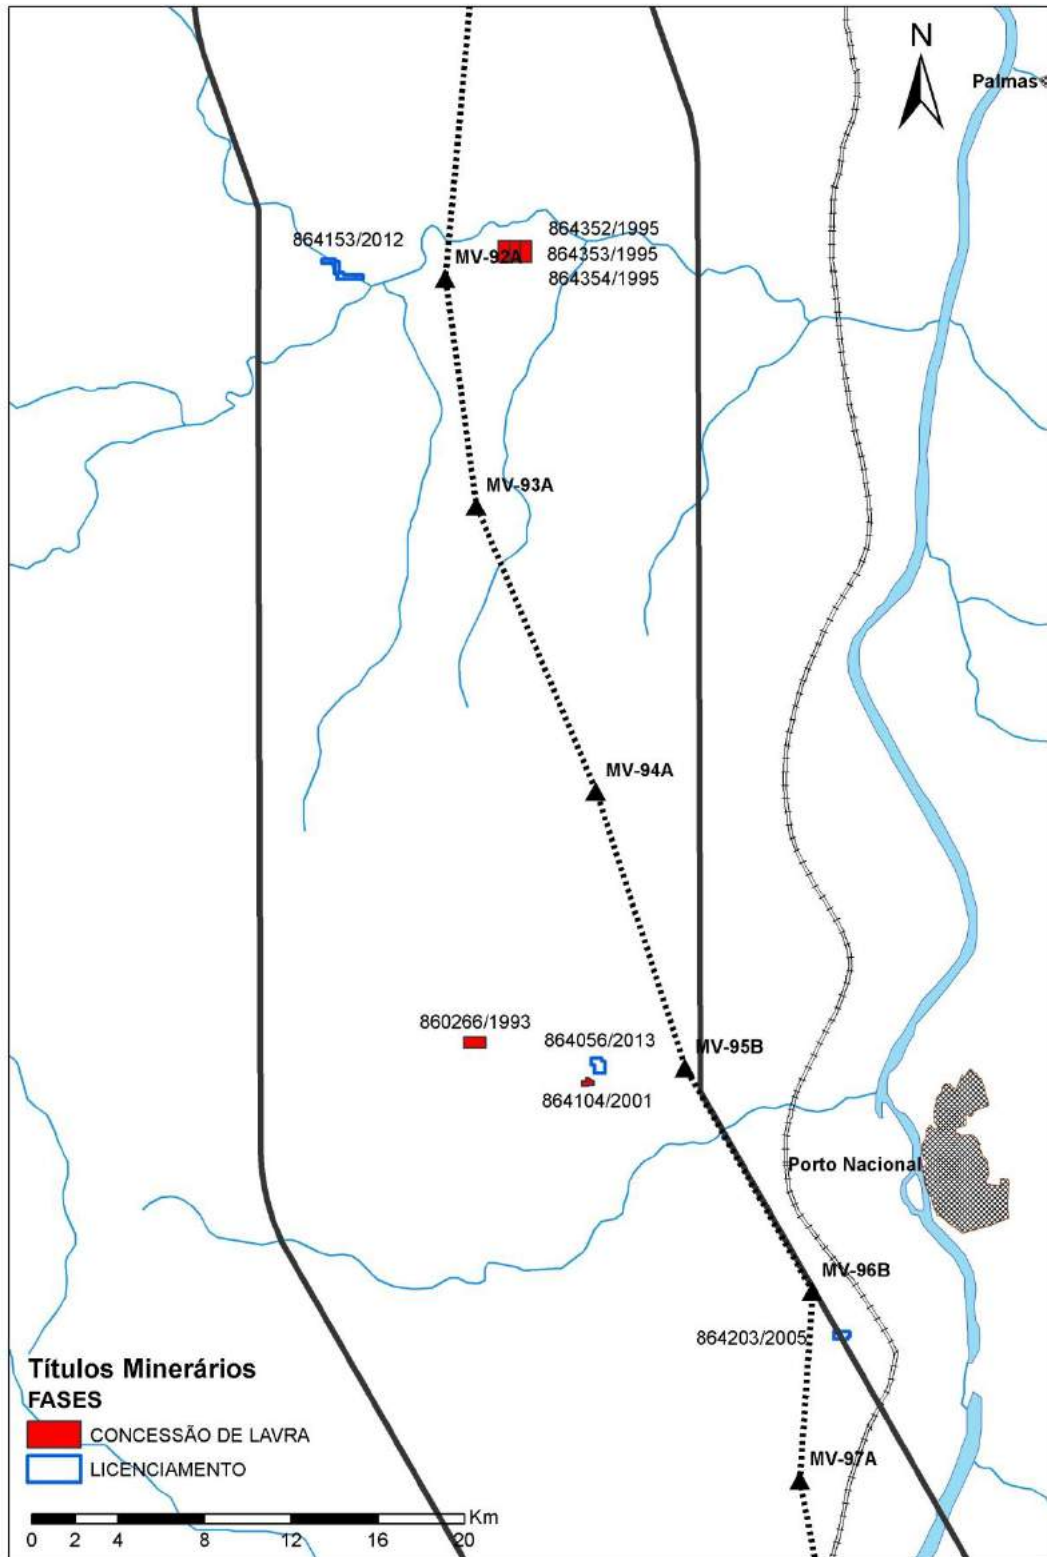 N
Palmas
864153/2012
864352/1995
MV-92A
864353/1995
864354/1995
MV-93A
MV-94A
860266/1993
864056/2013
MV-95B
864104/2001
Porto Nacional
MV-96B
864203/2005
Títulos Minerários
FASES
CONCESSÃO DE LAVRA
LICENCIAMENTO
MV-97A
Km
0 2 4 8 12 16 20